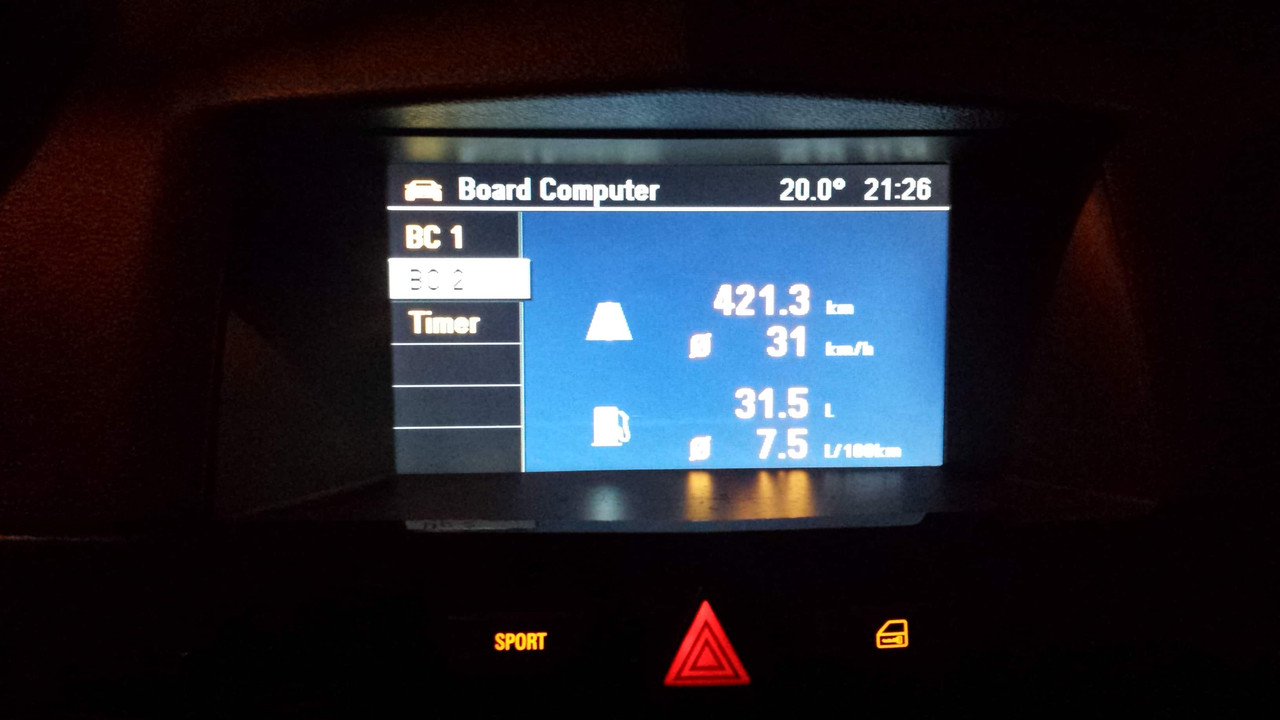 Board Computer 20.0° 21:26
BC 1
BC 2
Timer
421.3 km
Ø 31 km/h
31.5 L
Ø 7.5 L/100km
SPORT